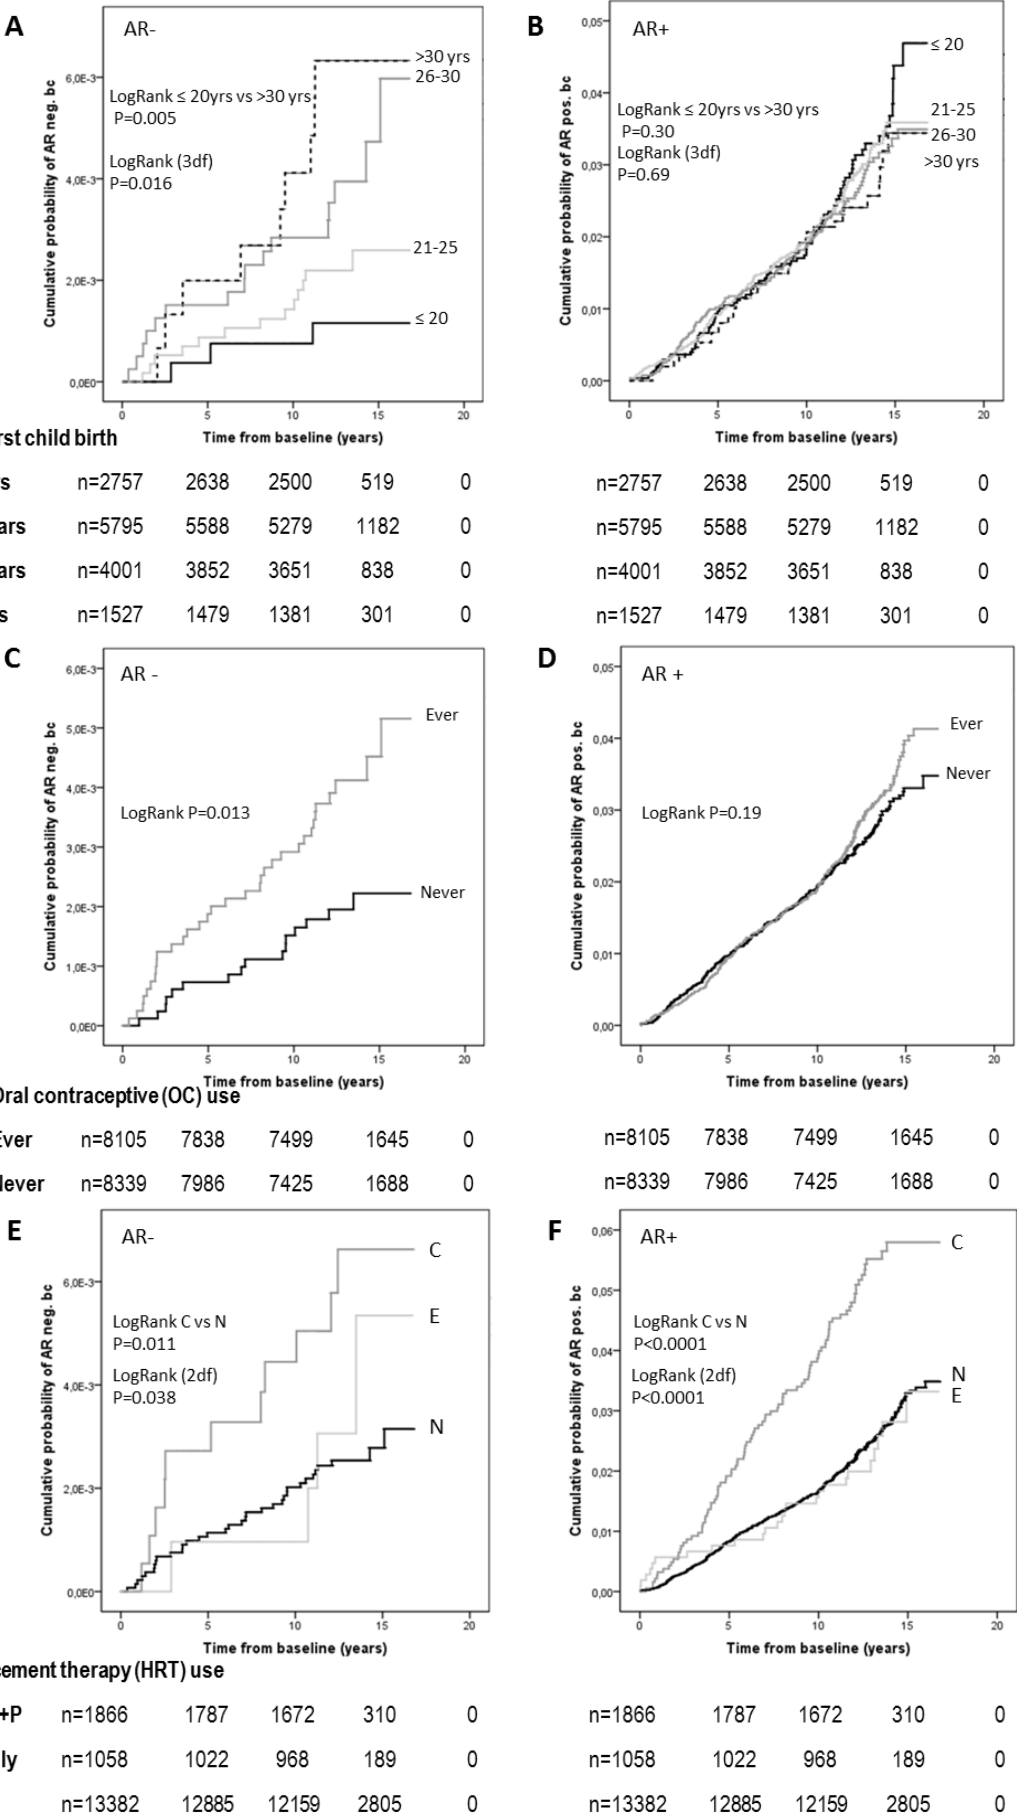 A
AR-
>30 yrs
26-30
LogRank ≤ 20yrs vs >30 yrs
P=0.005
LogRank (3df)
P=0.016
21-25
≤ 20
Cumulative probability of AR neg. bc
6,0E-3
4,0E-3
2,0E-3
0,0E0
0 5 10 15 20
Time from baseline (years)
B
AR+
≤ 20
LogRank ≤ 20yrs vs >30 yrs
P=0.30
LogRank (3df)
P=0.69
21-25
26-30
>30 yrs
Cumulative probability of AR pos. bc
0,05
0,04
0,03
0,02
0,01
0,00
0 5 10 15 20
Time from baseline (years)
rst child birth
rs n=2757 2638 2500 519 0 n=2757 2638 2500 519 0
ars n=5795 5588 5279 1182 0 n=5795 5588 5279 1182 0
ars n=4001 3852 3651 838 0 n=4001 3852 3651 838 0
s n=1527 1479 1381 301 0 n=1527 1479 1381 301 0
C
AR -
Ever
LogRank P=0.013
Never
Cumulative probability of AR neg. bc
6,0E-3
5,0E-3
4,0E-3
3,0E-3
2,0E-3
1,0E-3
0,0E0
0 5 10 15 20
Time from baseline (years)
D
AR +
Ever
Never
LogRank P=0.19
Cumulative probability of AR pos. bc
0,05
0,04
0,03
0,02
0,01
0,00
0 5 10 15 20
Time from baseline (years)
Oral contraceptive (OC) use
Ever n=8105 7838 7499 1645 0 n=8105 7838 7499 1645 0
Never n=8339 7986 7425 1688 0 n=8339 7986 7425 1688 0
E
AR-
C
E
LogRank C vs N
P=0.011
LogRank (2df)
P=0.038
N
Cumulative probability of AR neg. bc
6,0E-3
4,0E-3
2,0E-3
0,0E0
0 5 10 15 20
Time from baseline (years)
F
AR+
C
LogRank C vs N
P<0.0001
LogRank (2df)
P<0.0001
N
E
Cumulative probability of AR pos. bc
0,06
0,05
0,04
0,03
0,02
0,01
0,00
0 5 10 15 20
Time from baseline (years)
cement therapy (HRT) use
+P n=1866 1787 1672 310 0 n=1866 1787 1672 310 0
ly n=1058 1022 968 189 0 n=1058 1022 968 189 0
n=13382 12885 12159 2805 0 n=13382 12885 12159 2805 0